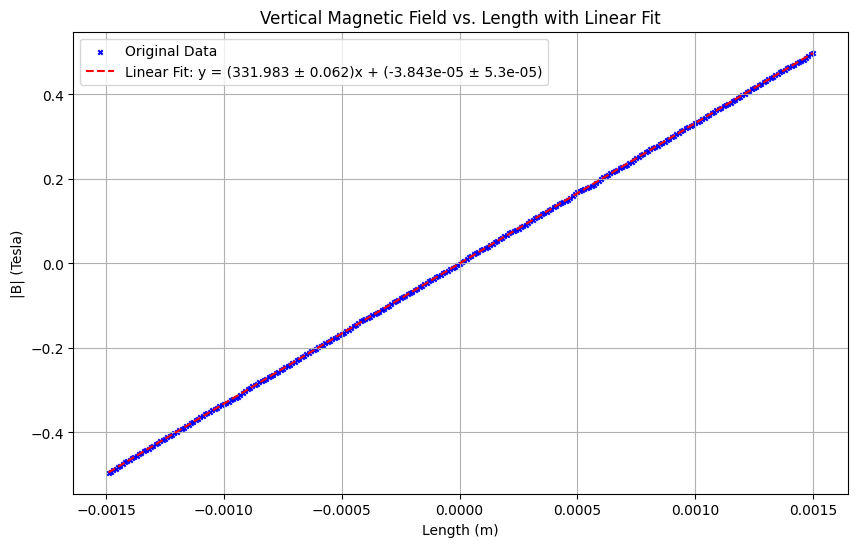 Vertical Magnetic Field vs. Length with Linear Fit
Original Data
Linear Fit: y = (331.983 ± 0.062)x + (-3.843e-05 ± 5.3e-05)
|B| (Tesla)
0.4
0.2
0.0
−0.2
−0.4
−0.0015
−0.0010
−0.0005
0.0000
0.0005
0.0010
0.0015
Length (m)